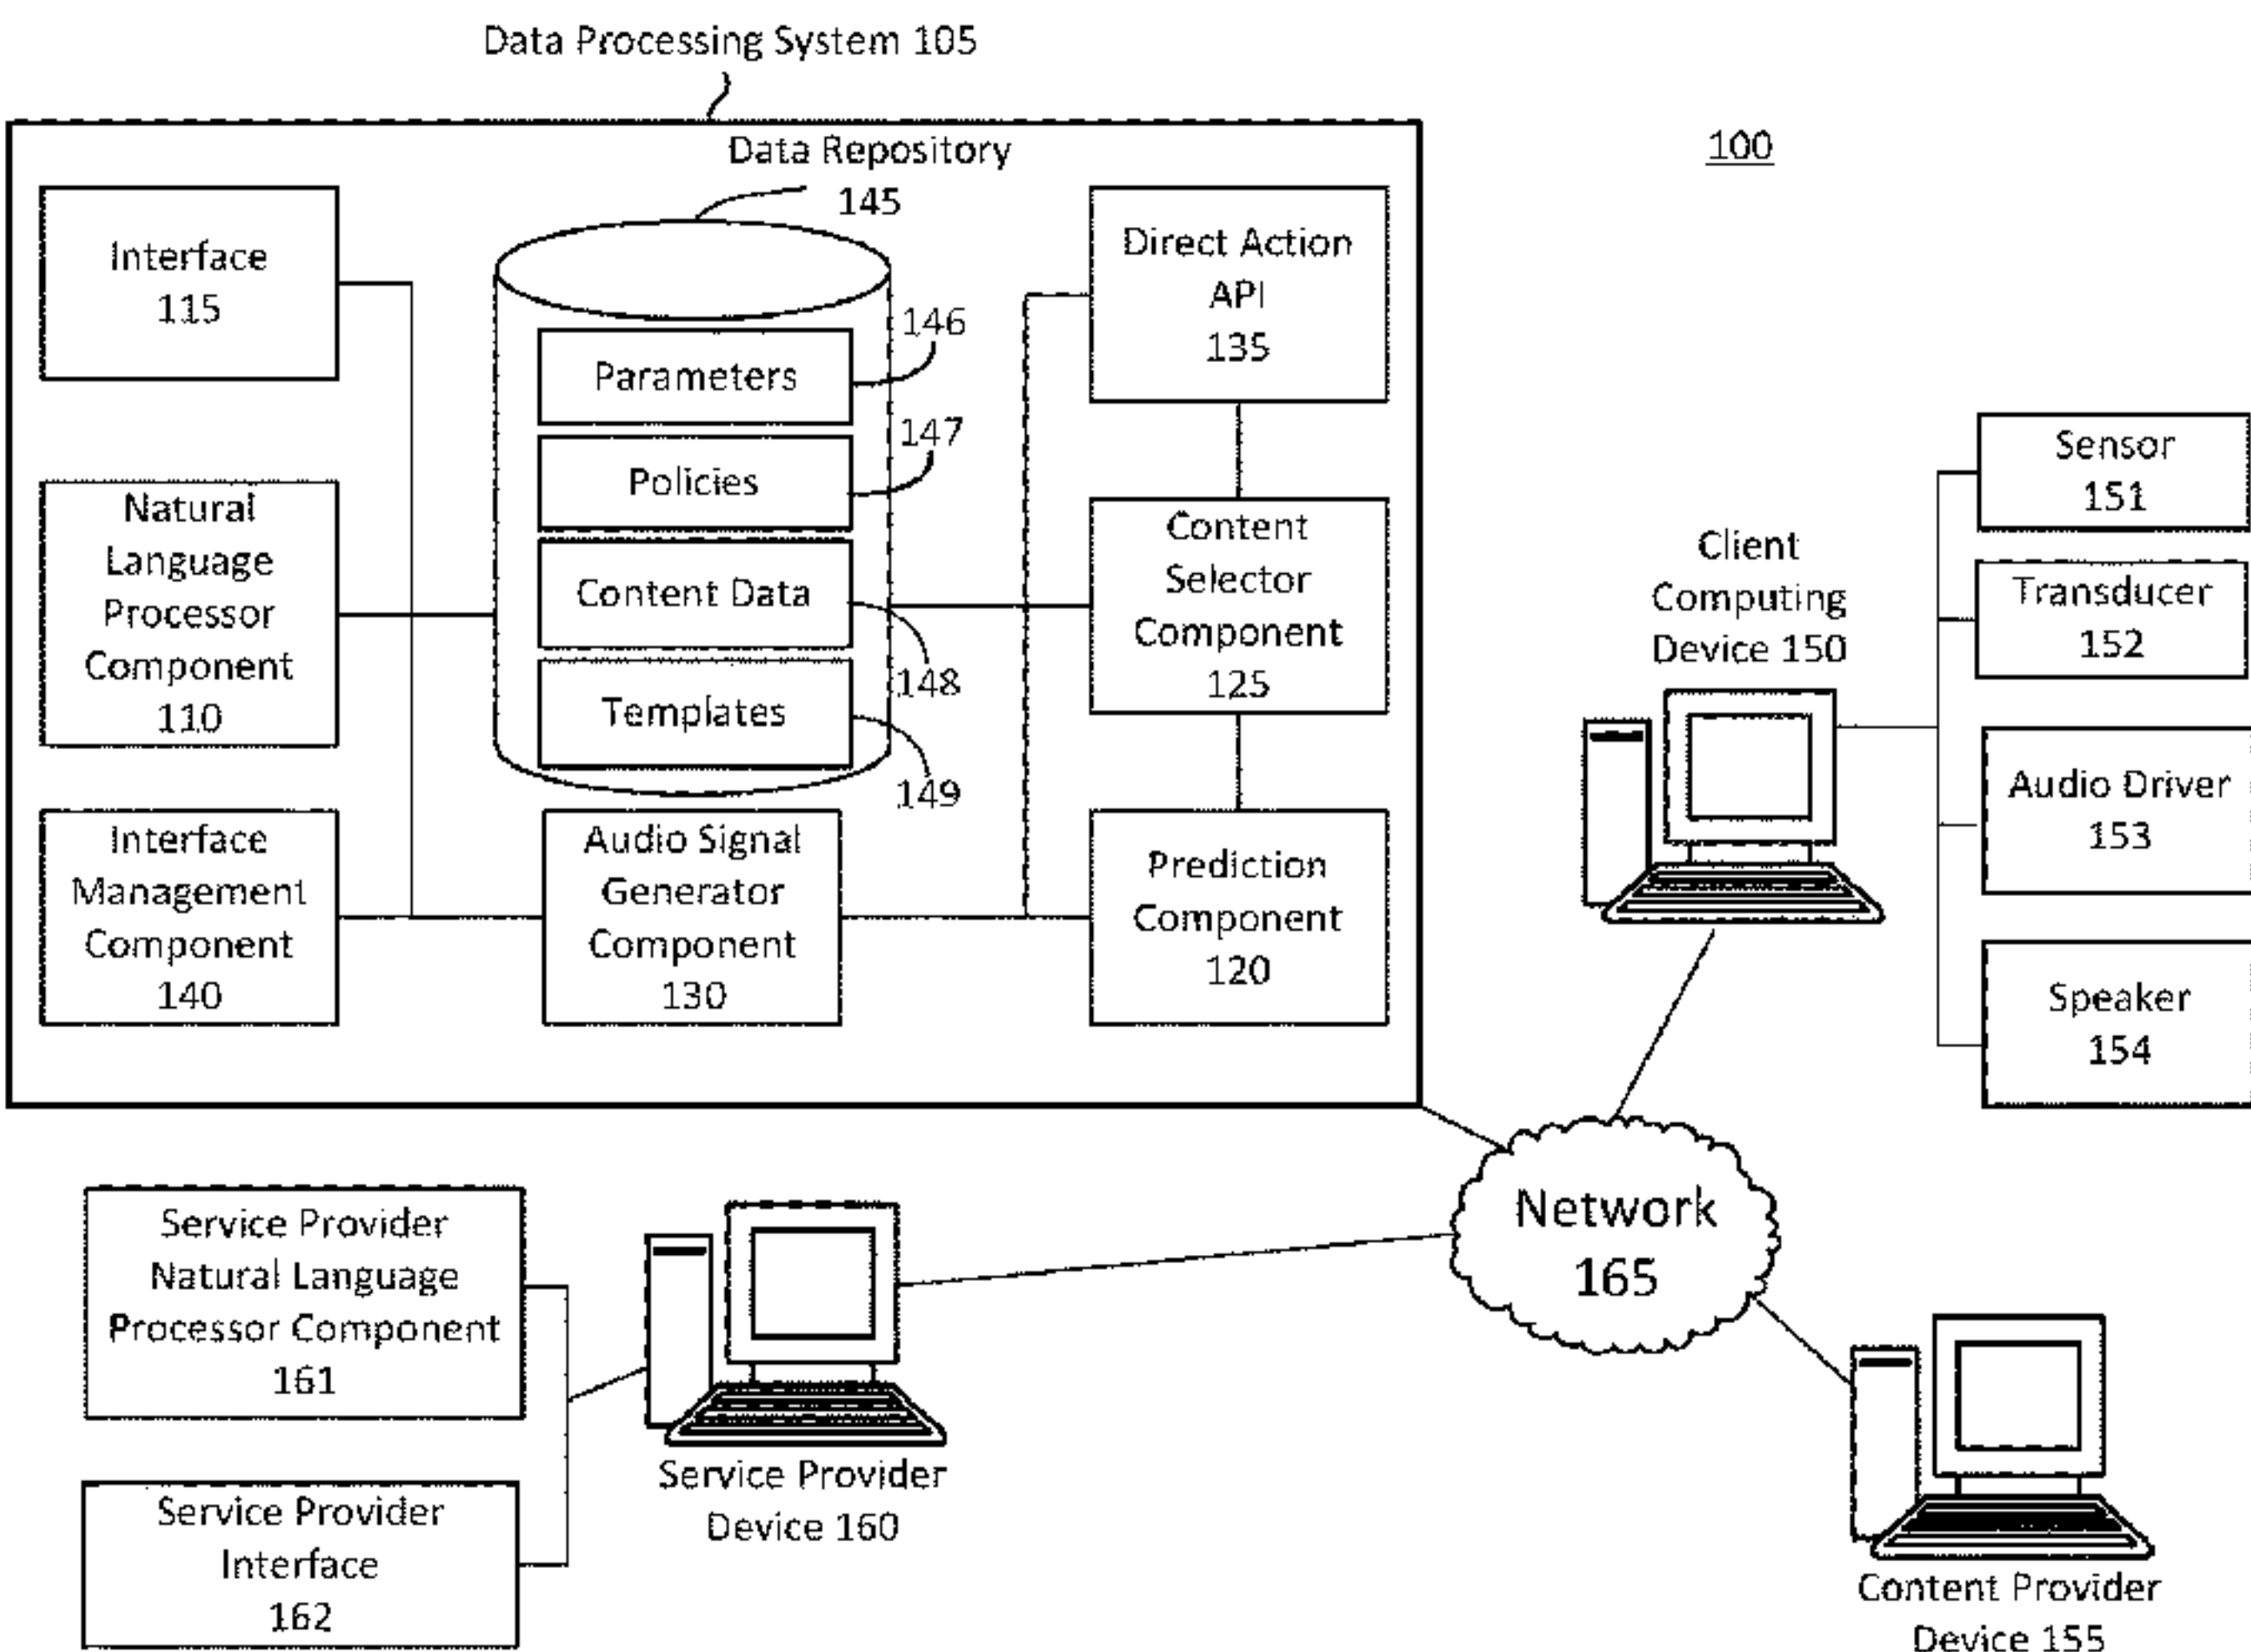 Data Processing System 105
100
Data Repository
145
Interface
115
Natural
Language
Processor
Component
110
Interface
Management
Component
140
146
Parameters
147
Policies
Content Data
148
Templates
149
Audio Signal
Generator
Component
130
Direct Action
API
135
Content
Selector
Component
125
Prediction
Component
120
Client
Computing
Device 150
Sensor
151
Transducer
152
Audio Driver
153
Speaker
154
Network
165
Service Provider
Natural Language
Processor Component
161
Service Provider
Interface
162
Service Provider
Device 160
Content Provider
Device 155